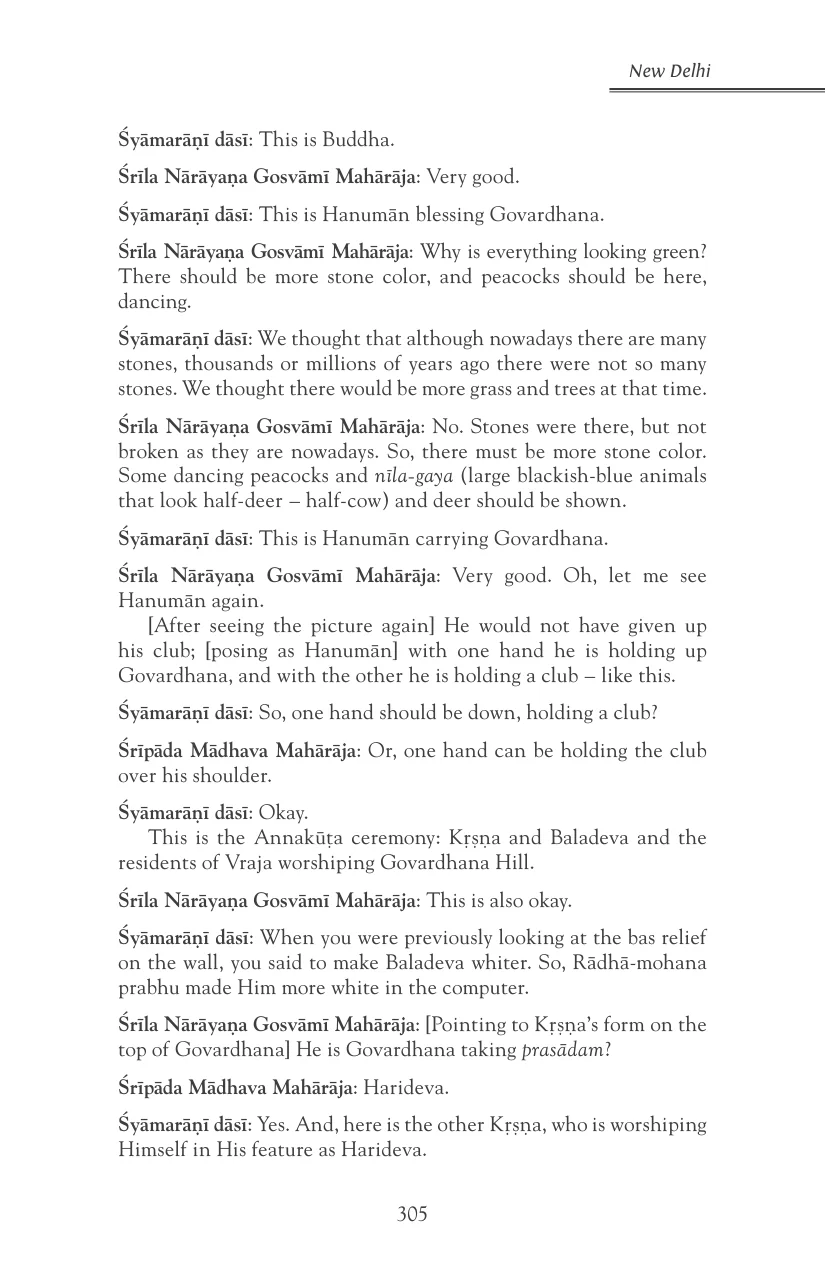 New Delhi
Śyāmarāṇī dāsī: This is Buddha.
Śrīla Nārāyaṇa Gosvāmī Mahārāja: Very good.
Śyāmarāṇī dāsī: This is Hanumān blessing Govardhana.
Śrīla Nārāyaṇa Gosvāmī Mahārāja: Why is everything looking green?
There should be more stone color, and peacocks should be here,
dancing.
Śyāmarāṇī dāsī: We thought that although nowadays there are many
stones, thousands or millions of years ago there were not so many
stones. We thought there would be more grass and trees at that time.
Śrīla Nārāyaṇa Gosvāmī Mahārāja: No. Stones were there, but not
broken as they are nowadays. So, there must be more stone color.
Some dancing peacocks and nīla-gaya (large blackish-blue animals
that look half-deer – half-cow) and deer should be shown.
Śyāmarāṇī dāsī: This is Hanumān carrying Govardhana.
Śrīla Nārāyaṇa Gosvāmī Mahārāja: Very good. Oh, let me see
Hanumān again.
[After seeing the picture again] He would not have given up
his club; [posing as Hanumān] with one hand he is holding up
Govardhana, and with the other he is holding a club – like this.
Śyāmarāṇī dāsī: So, one hand should be down, holding a club?
Śrīpāda Mādhava Mahārāja: Or, one hand can be holding the club
over his shoulder.
Śyāmarāṇī dāsī: Okay.
This is the Annakūṭa ceremony: Kṛṣṇa and Baladeva and the
residents of Vraja worshiping Govardhana Hill.
Śrīla Nārāyaṇa Gosvāmī Mahārāja: This is also okay.
Śyāmarāṇī dāsī: When you were previously looking at the bas relief
on the wall, you said to make Baladeva whiter. So, Rādhā-mohana
prabhu made Him more white in the computer.
Śrīla Nārāyaṇa Gosvāmī Mahārāja: [Pointing to Kṛṣṇa’s form on the
top of Govardhana] He is Govardhana taking prasādam?
Śrīpāda Mādhava Mahārāja: Harideva.
Śyāmarāṇī dāsī: Yes. And, here is the other Kṛṣṇa, who is worshiping
Himself in His feature as Harideva.
305